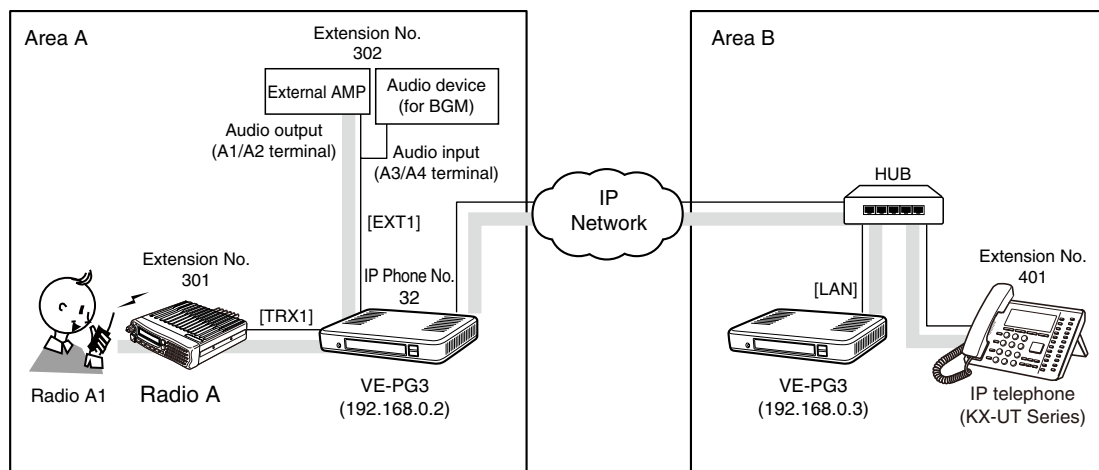 Area A
Extension No.
302
External AMP
Audio device
(for BGM)
Audio output
(A1/A2 terminal)
Audio input
(A3/A4 terminal)
[EXT1]
Extension No.
301
IP Phone No.
32
[TRX1]
Radio A1
Radio A
VE-PG3
(192.168.0.2)
IP
Network
Area B
HUB
Extension No.
401
[LAN]
VE-PG3
(192.168.0.3)
IP telephone
(KX-UT Series)